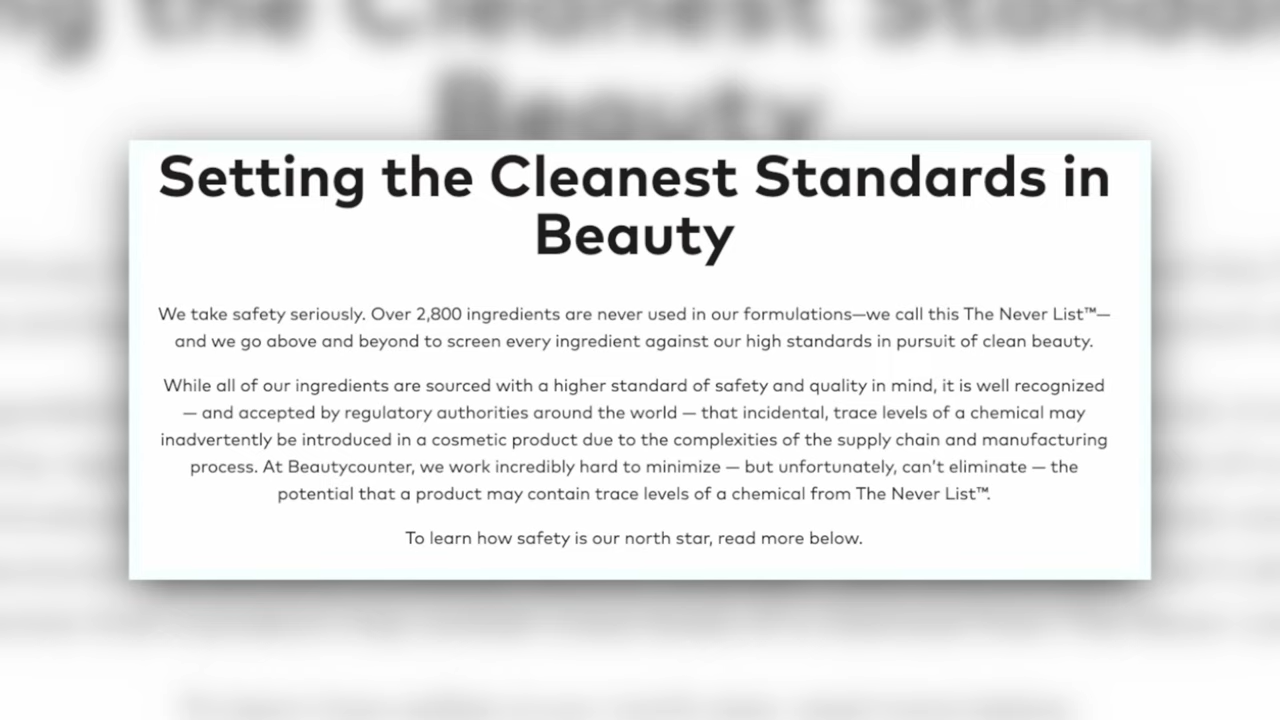 Setting the Cleanest Standards in
Beauty
We take safety seriously. Over 2,800 ingredients are never used in our formulations—we call this The Never List™—
and we go above and beyond to screen every ingredient against our high standards in pursuit of clean beauty.
While all of our ingredients are sourced with a higher standard of safety and quality in mind, it is well recognized
— and accepted by regulatory authorities around the world — that incidental, trace levels of a chemical may
inadvertently be introduced in a cosmetic product due to the complexities of the supply chain and manufacturing
process. At Beautycounter, we work incredibly hard to minimize — but unfortunately, can't eliminate — the
potential that a product may contain trace levels of a chemical from The Never List™.
To learn how safety is our north star, read more below.